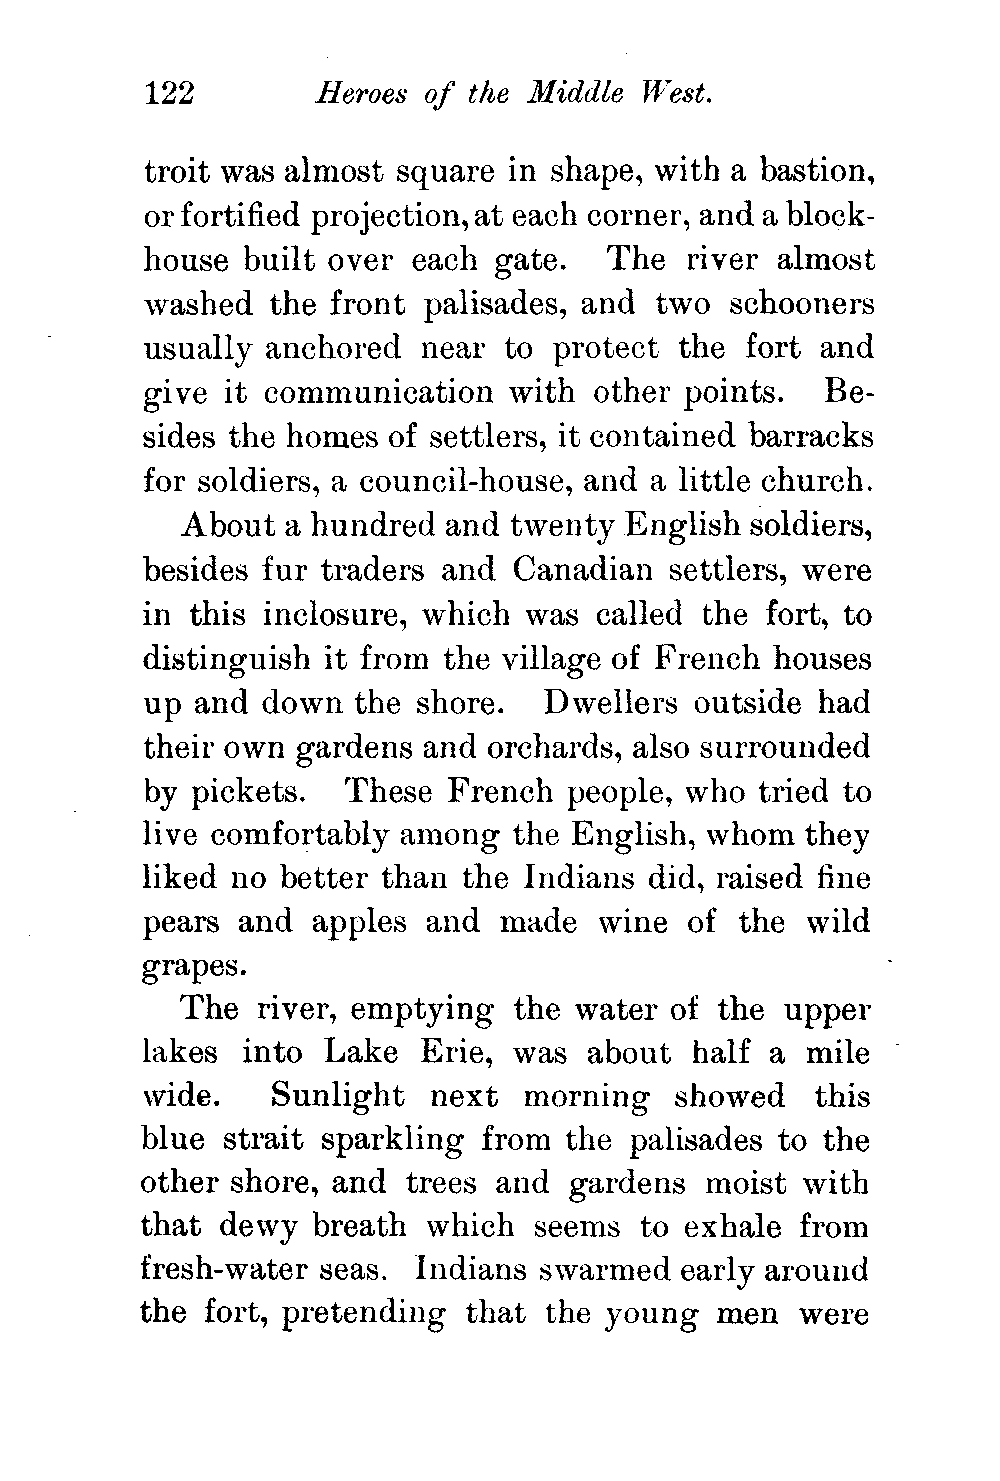 122 Heroes of the Middle West.
troit was almost square in shape, with a bastion,
or fortified projection, at each corner, and a block-
house built over each gate. The river almost
washed the front palisades, and two schooners
usually anchored near to protect the fort and
give it communication with other points. Be-
sides the homes of settlers, it contained barracks
for soldiers, a council-house, and a little church.
About a hundred and twenty English soldiers,
besides fur traders and Canadian settlers, were
in this inclosure, which was called the fort, to
distinguish it from the village of French houses
up and down the shore. Dwellers outside had
their own gardens and orchards, also surrounded
by pickets. These French people, who tried to
live comfortably among the English, whom they
liked no better than the Indians did, raised fine
pears and apples and made wine of the wild
grapes.
The river, emptying the water of the upper
lakes into Lake Erie, was about half a mile
wide. Sunlight next morning showed this
blue strait sparkling from the palisades to the
other shore, and trees and gardens moist with
that dewy breath which seems to exhale from
fresh-water seas. Indians swarmed early around
the fort, pretending that the young men were